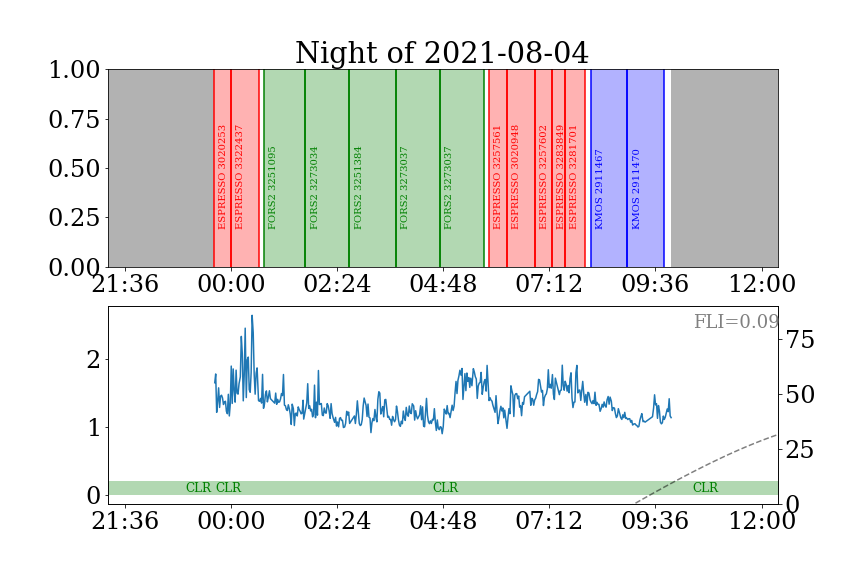 Night of 2021-08-04
1.00
0.75
0.50
0.25
0.00
ESPRESSO 3020253
ESPRESSO 3322437
FORS2 3251095
FORS2 3273034
FORS2 3251384
FORS2 3273037
FORS2 3273037
ESPRESSO 3257561
ESPRESSO 3020948
ESPRESSO 3257602
ESPRESSO 3283849
ESPRESSO 3281701
KMOS 2911467
KMOS 2911470
21:36 00:00 02:24 04:48 07:12 09:36 12:00
FLI=0.09
2
1
0
75
50
25
0
CLR CLR CLR CLR
21:36 00:00 02:24 04:48 07:12 09:36 12:00